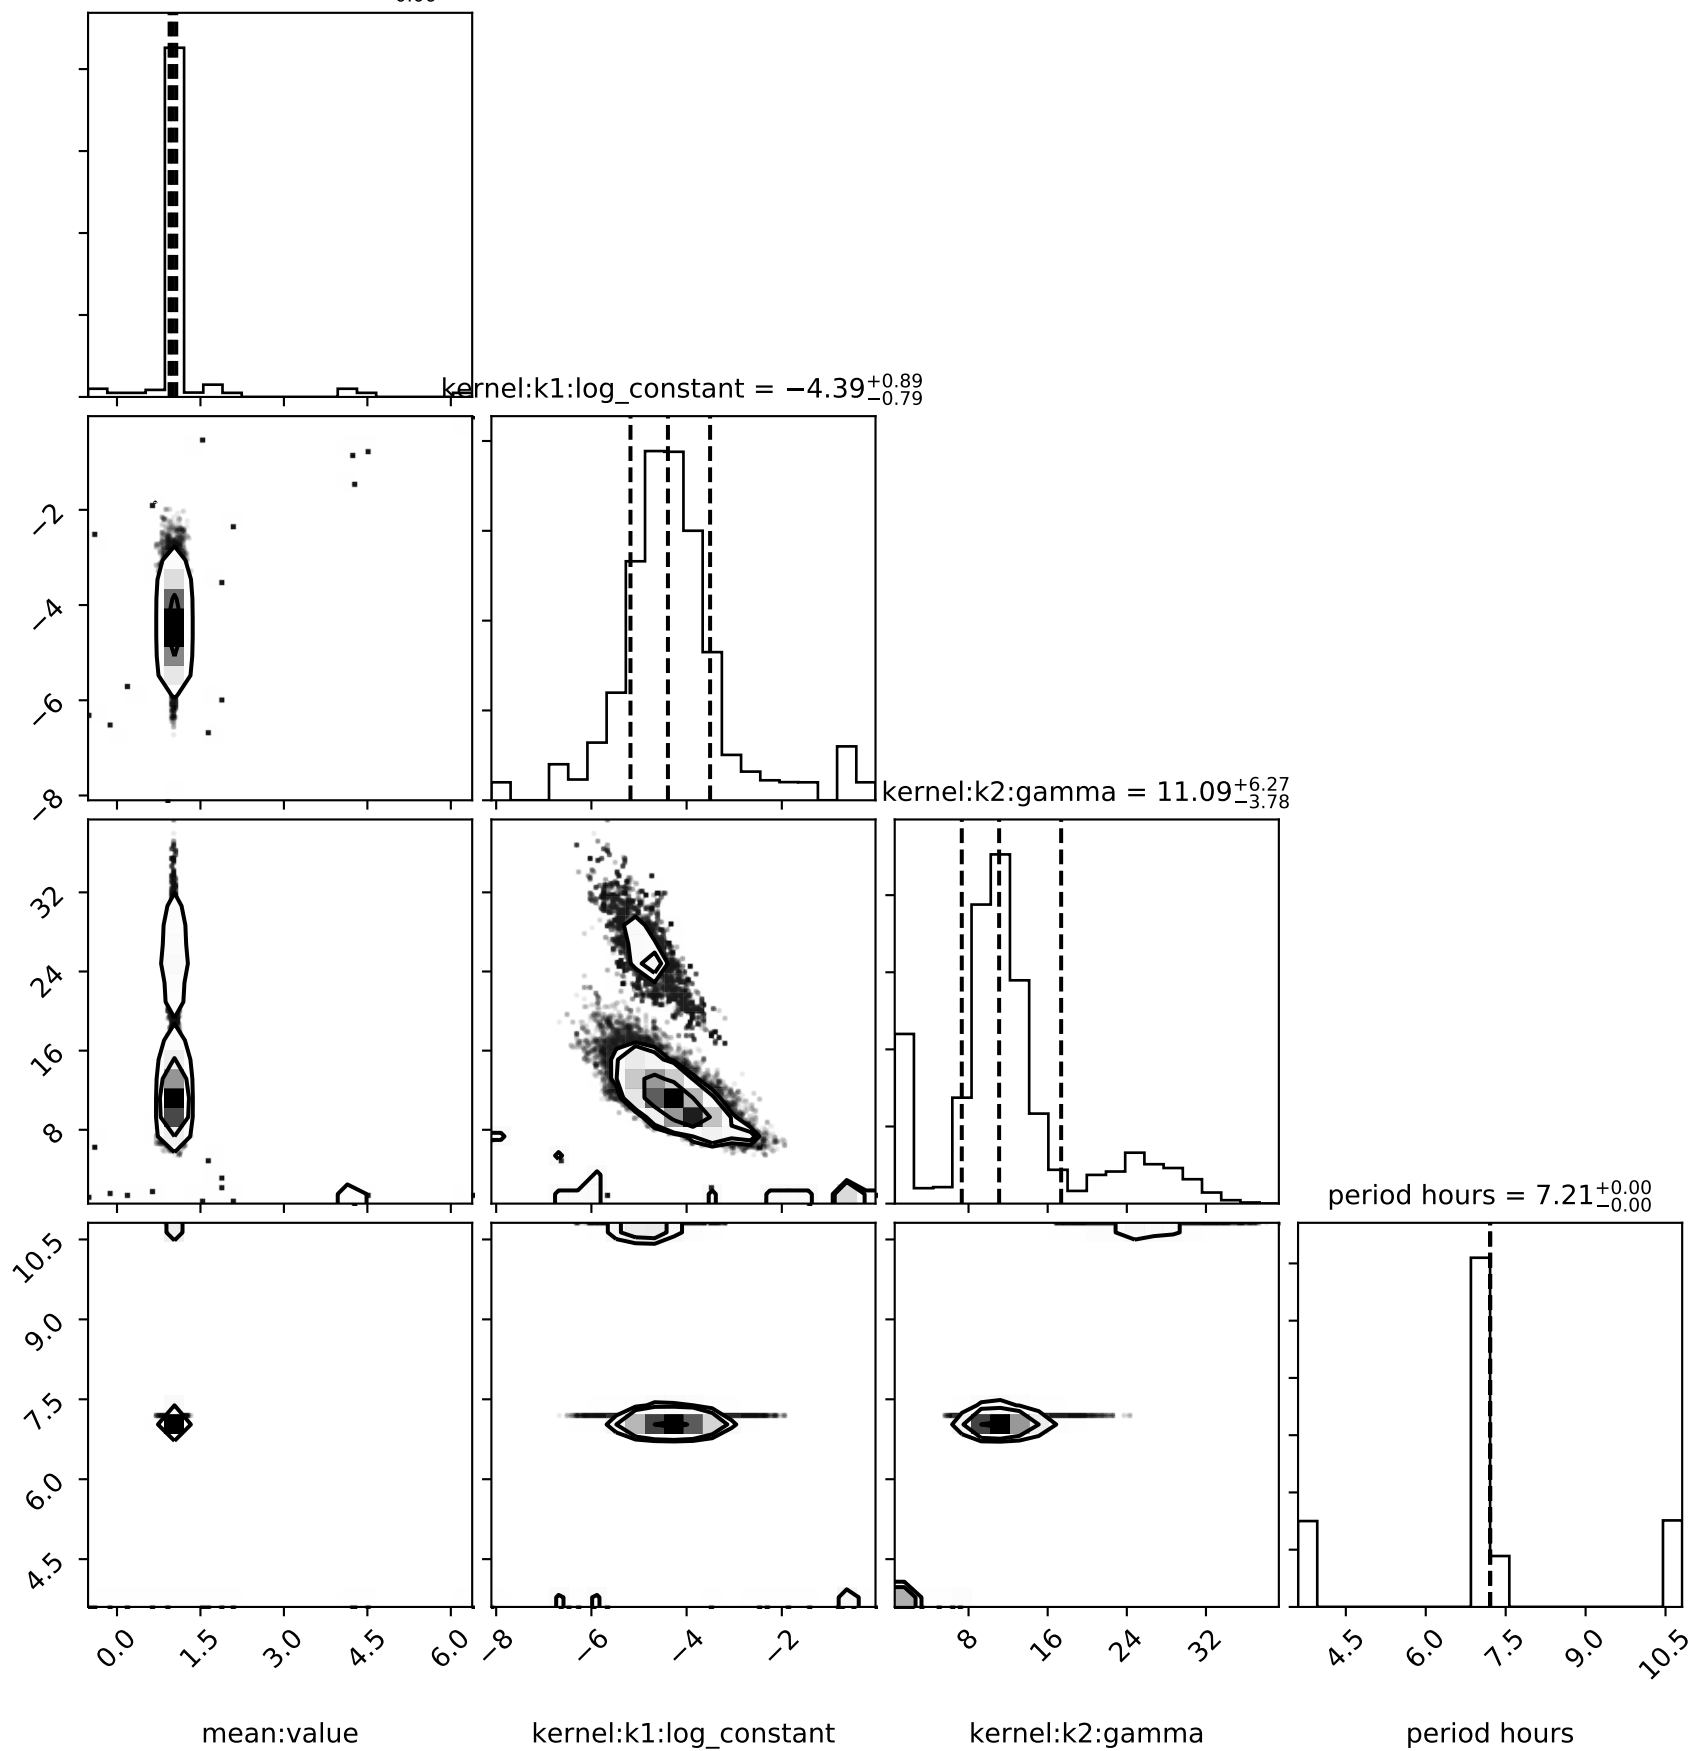 kernel:k1:log_constant = −4.39 +0.89 −0.79
−2
−4
−6
−8
kernel:k2:gamma = 11.09 +6.27 −3.78
32
24
16
8
period hours = 7.21 +0.00 −0.00
10.5
9.0
7.5
6.0
4.5
0.0 1.5 3.0 4.5 6.0 −8 −6 −4 −2 8 16 24 32 4.5 6.0 7.5 9.0 10.5
mean:value kernel:k1:log_constant kernel:k2:gamma period hours